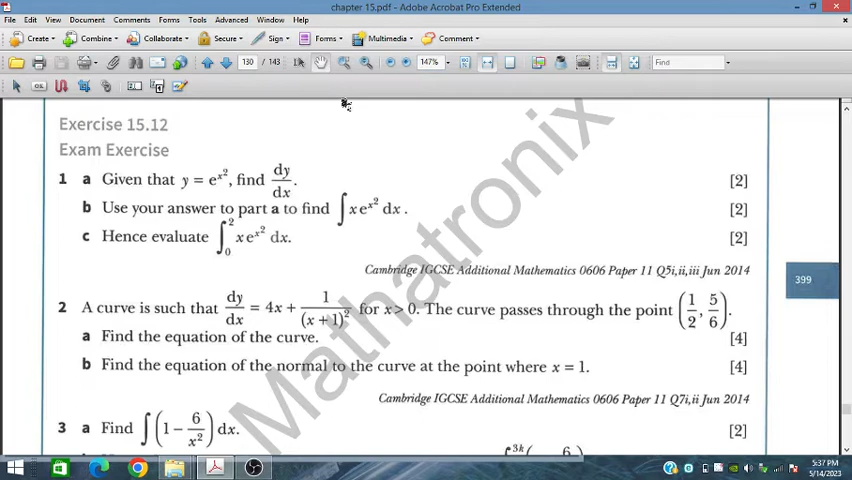 chapter 15.pdf - Adobe Acrobat Pro Extended
File Edit View Document Comments Forms Tools Advanced Window Help
Create Combine Collaborate Secure Sign Forms Multimedia Comment
130 / 143 147% Find
Exercise 15.12
Exam Exercise
1 a Given that y = e^{x^2}, find dy/dx. [2]
b Use your answer to part a to find ∫ x e^{x^2} dx. [2]
c Hence evaluate ∫_0^2 x e^{x^2} dx. [2]
Cambridge IGCSE Additional Mathematics 0606 Paper 11 Q5i,ii,iii Jun 2014
399
2 A curve is such that dy/dx = 4x + 1/(x + 1)^2 for x > 0. The curve passes through the point (1/2, 5/6).
a Find the equation of the curve. [4]
b Find the equation of the normal to the curve at the point where x = 1. [4]
Cambridge IGCSE Additional Mathematics 0606 Paper 11 Q7i,ii Jun 2014
3 a Find ∫ (1 − 6/x^2) dx. [2]
Mathatronix
5:37 PM
5/14/2023